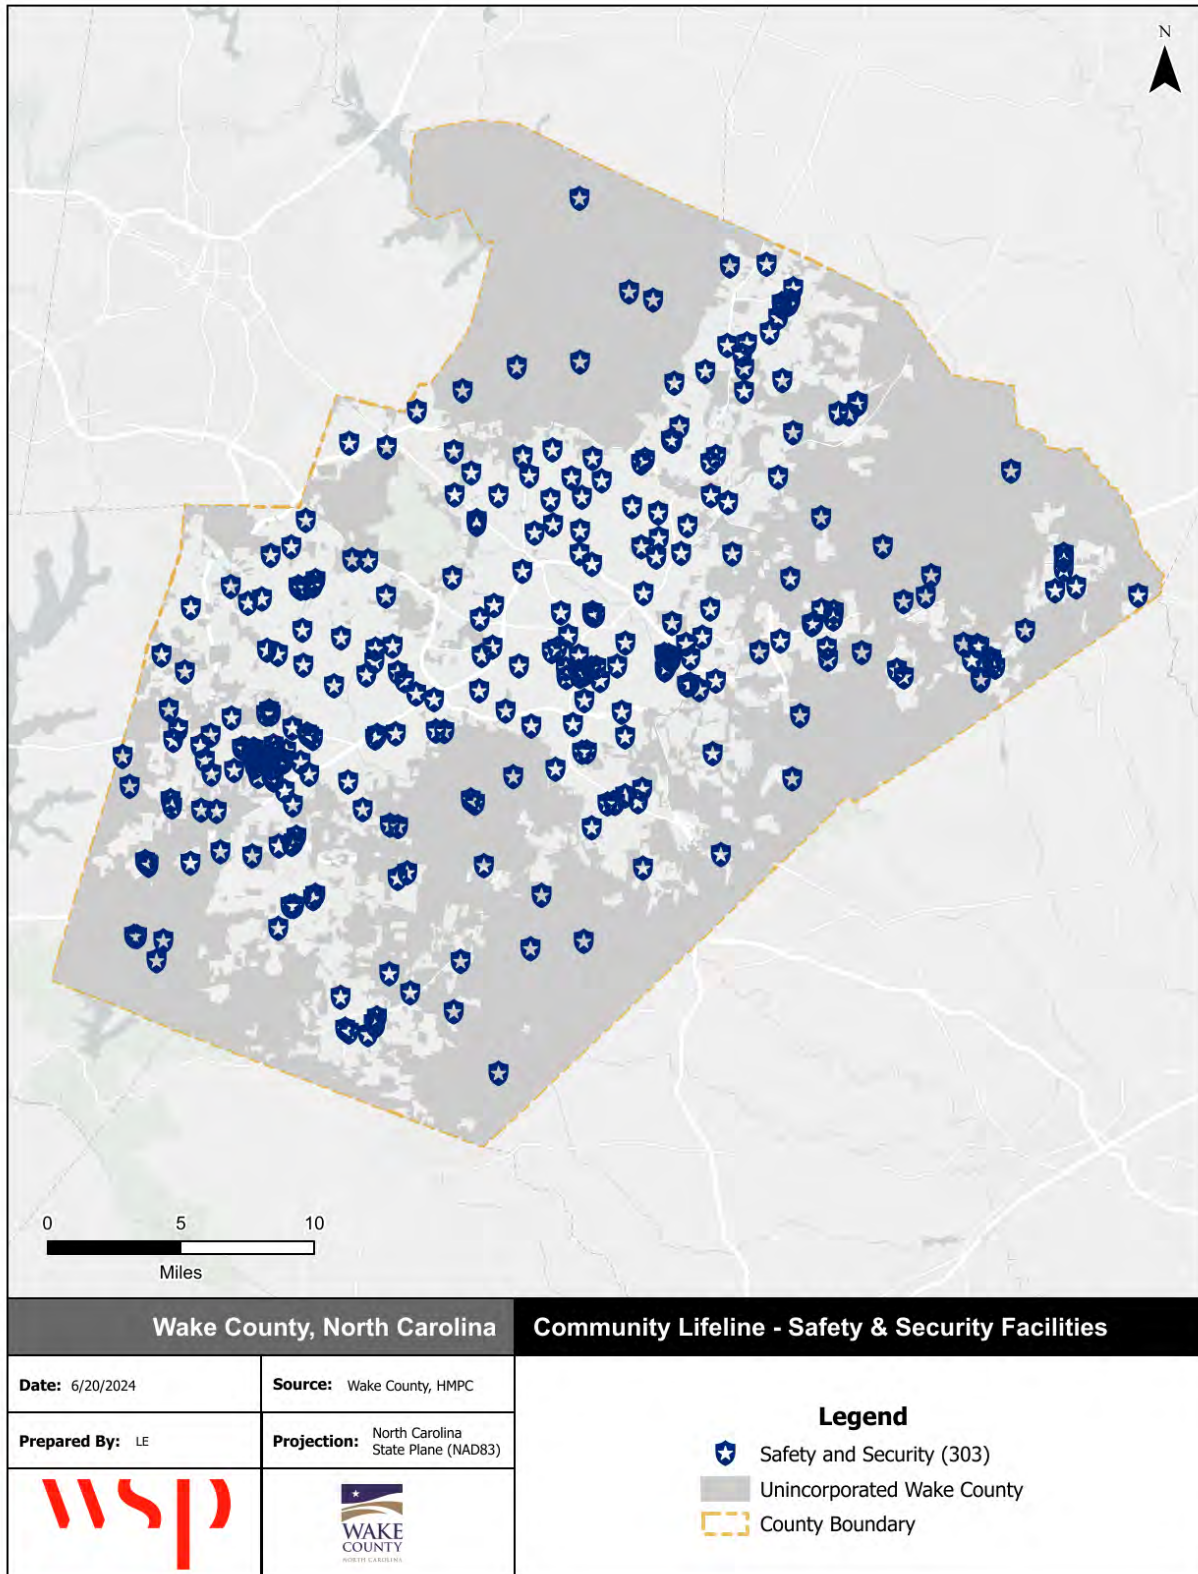 N
0 5 10
Miles
Wake County, North Carolina
Community Lifeline - Safety & Security Facilities
Date: 6/20/2024
Source: Wake County, HMPC
Prepared By: LE
Projection: North Carolina
State Plane (NAD83)
wsp
WAKE
COUNTY
NORTH CAROLINA
Legend
Safety and Security (303)
Unincorporated Wake County
County Boundary